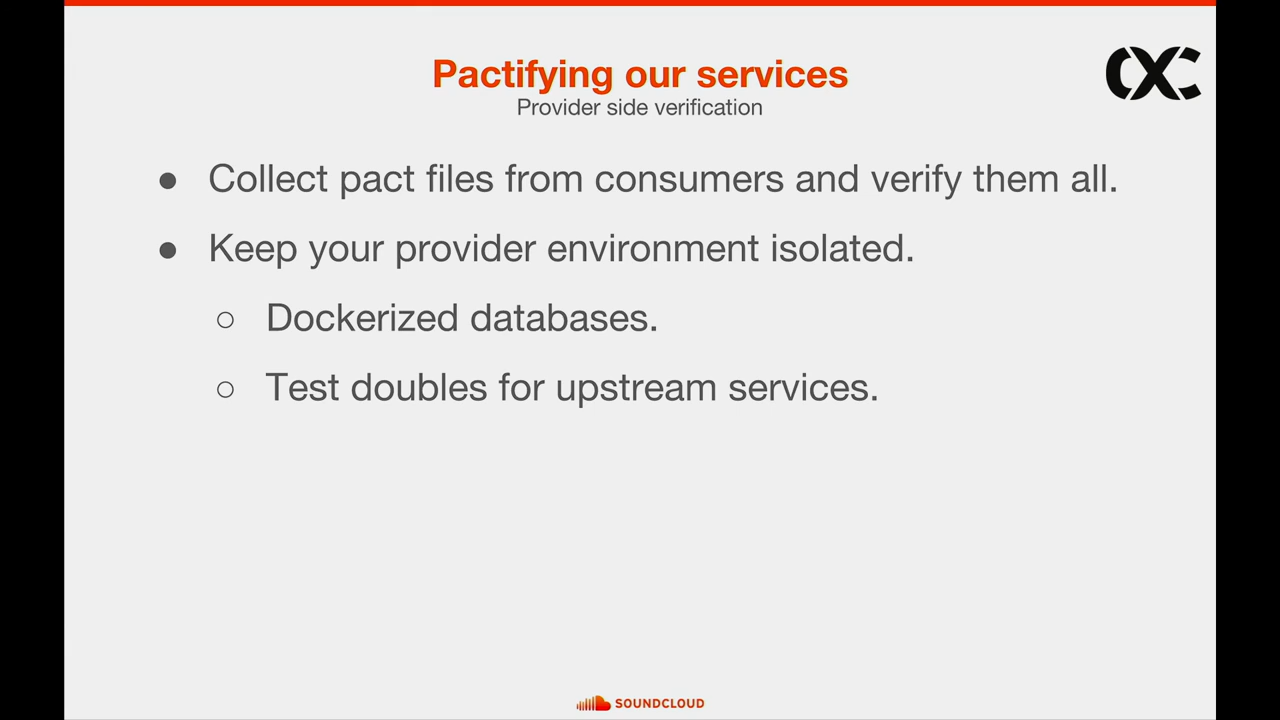 Pactifying our services
Provider side verification
● Collect pact files from consumers and verify them all.
● Keep your provider environment isolated.
○ Dockerized databases.
○ Test doubles for upstream services.
SOUNDCLOUD